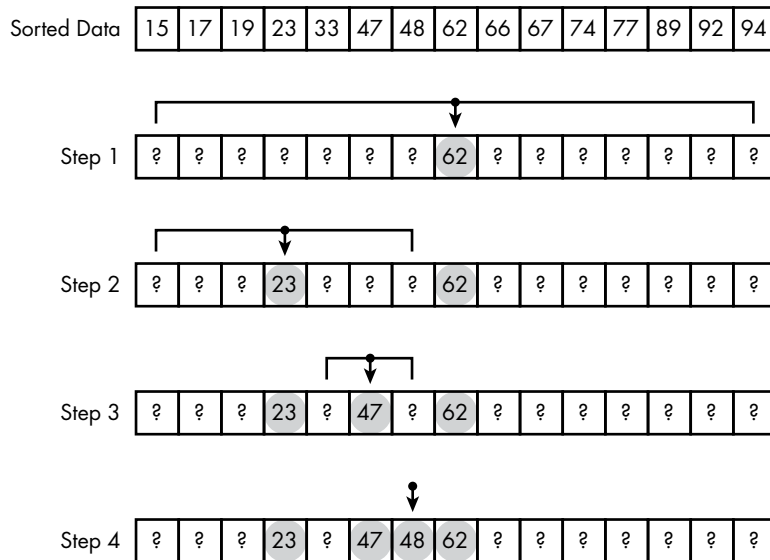 Sorted Data 15 17 19 23 33 47 48 62 66 67 74 77 89 92 94
Step 1 ? ? ? ? ? ? ? 62 ? ? ? ? ? ? ?
Step 2 ? ? ? 23 ? ? ? 62 ? ? ? ? ? ? ?
Step 3 ? ? ? 23 ? 47 ? 62 ? ? ? ? ? ? ?
Step 4 ? ? ? 23 ? 47 48 62 ? ? ? ? ? ? ?